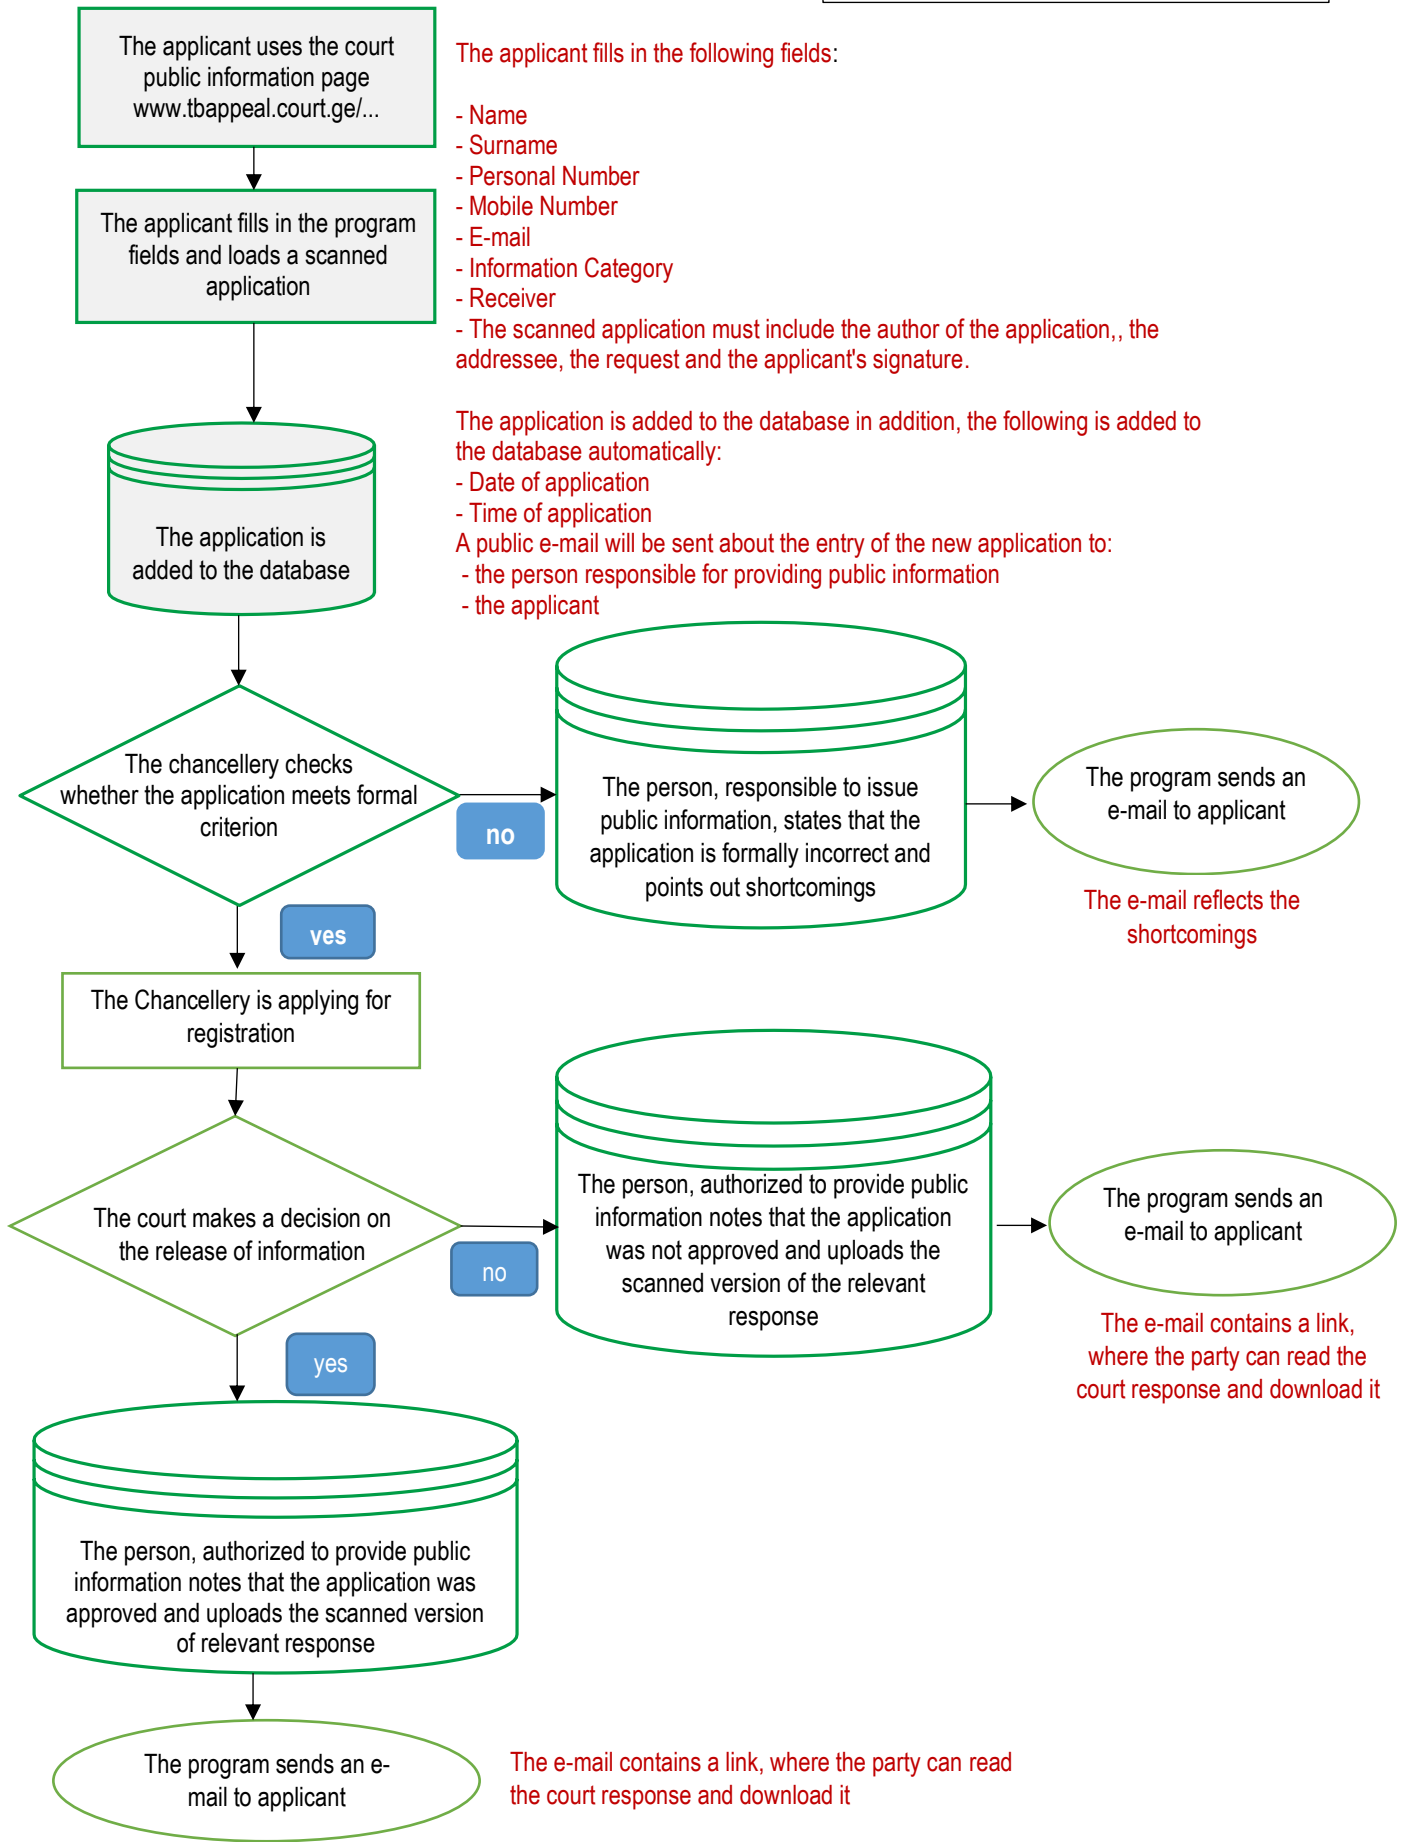 The applicant uses the court
public information page
www.tbappeal.court.ge/...
The applicant fills in the following fields:
- Name
- Surname
- Personal Number
- Mobile Number
- E-mail
- Information Category
- Receiver
- The scanned application must include the author of the application,, the
addressee, the request and the applicant's signature.
The applicant fills in the program
fields and loads a scanned
application
The application is added to the database in addition, the following is added to
the database automatically:
- Date of application
- Time of application
A public e-mail will be sent about the entry of the new application to:
- the person responsible for providing public information
- the applicant
The application is
added to the database
The chancellery checks
whether the application meets formal
criterion
no
The person, responsible to issue
public information, states that the
application is formally incorrect and
points out shortcomings
The program sends an
e-mail to applicant
The e-mail reflects the
shortcomings
yes
The Chancellery is applying for
registration
The court makes a decision on
the release of information
no
The person, authorized to provide public
information notes that the application
was not approved and uploads the
scanned version of the relevant
response
The program sends an
e-mail to applicant
The e-mail contains a link,
where the party can read the
court response and download it
yes
The person, authorized to provide public
information notes that the application was
approved and uploads the scanned version
of relevant response
The program sends an e-
mail to applicant
The e-mail contains a link, where the party can read
the court response and download it